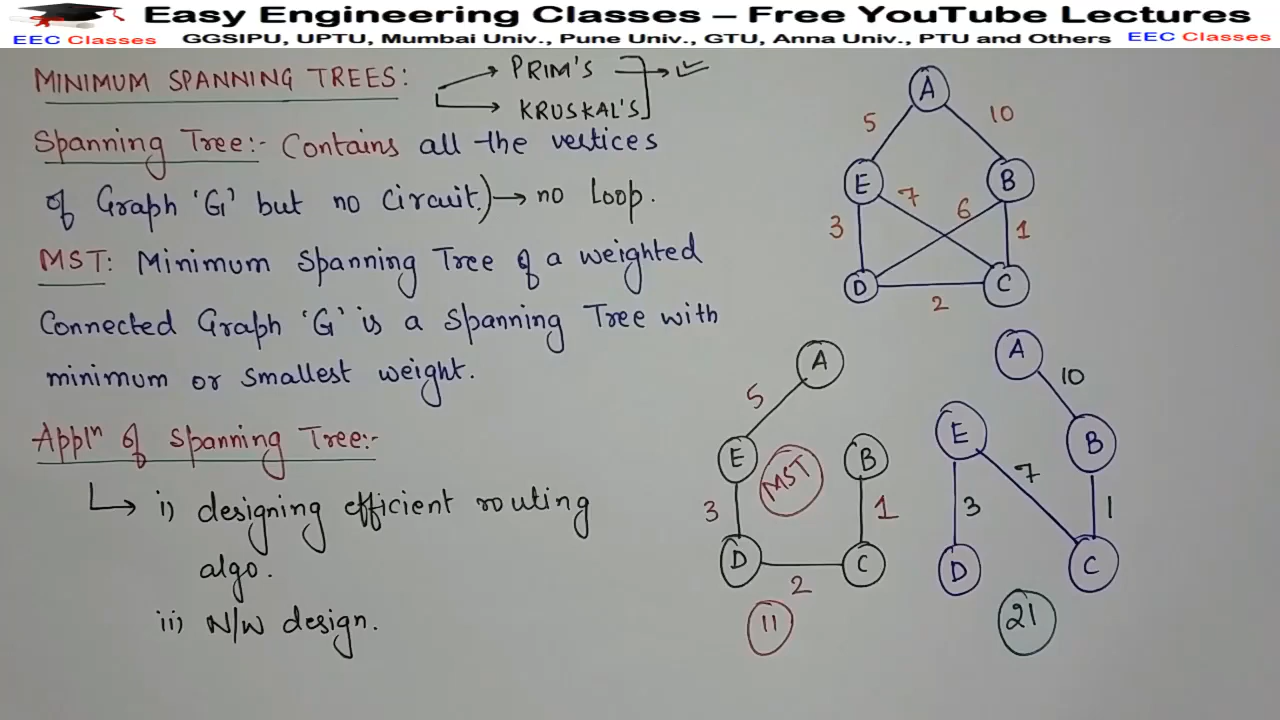 Easy Engineering Classes – Free YouTube Lectures
EEC Classes GGSIPU, UPTU, Mumbai Univ., Pune Univ., GTU, Anna Univ., PTU and Others EEC Classes
MINIMUM SPANNING TREES:
PRIM'S
KRUSKAL'S
Spanning Tree:- Contains all the vertices
of Graph 'G' but no circuit.) → no Loop.
MST: Minimum Spanning Tree of a weighted
Connected Graph 'G' is a Spanning Tree with
minimum or smallest weight.
Appln of Spanning Tree:-
i) designing efficient routing
algo.
ii) N/W design.
A
5 10
E B
7 6
3 1
D C
2
A
5
E B
MST
3 1
D C
2
11
A
10
E B
7
3 1
D C
21